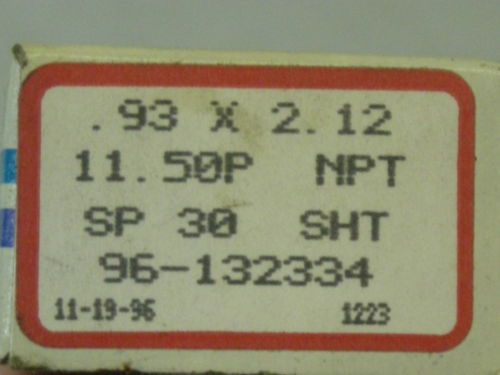 .93 X 2.12
11.50P NPT
SP 30 SHT
96-132334
11-19-96 1223